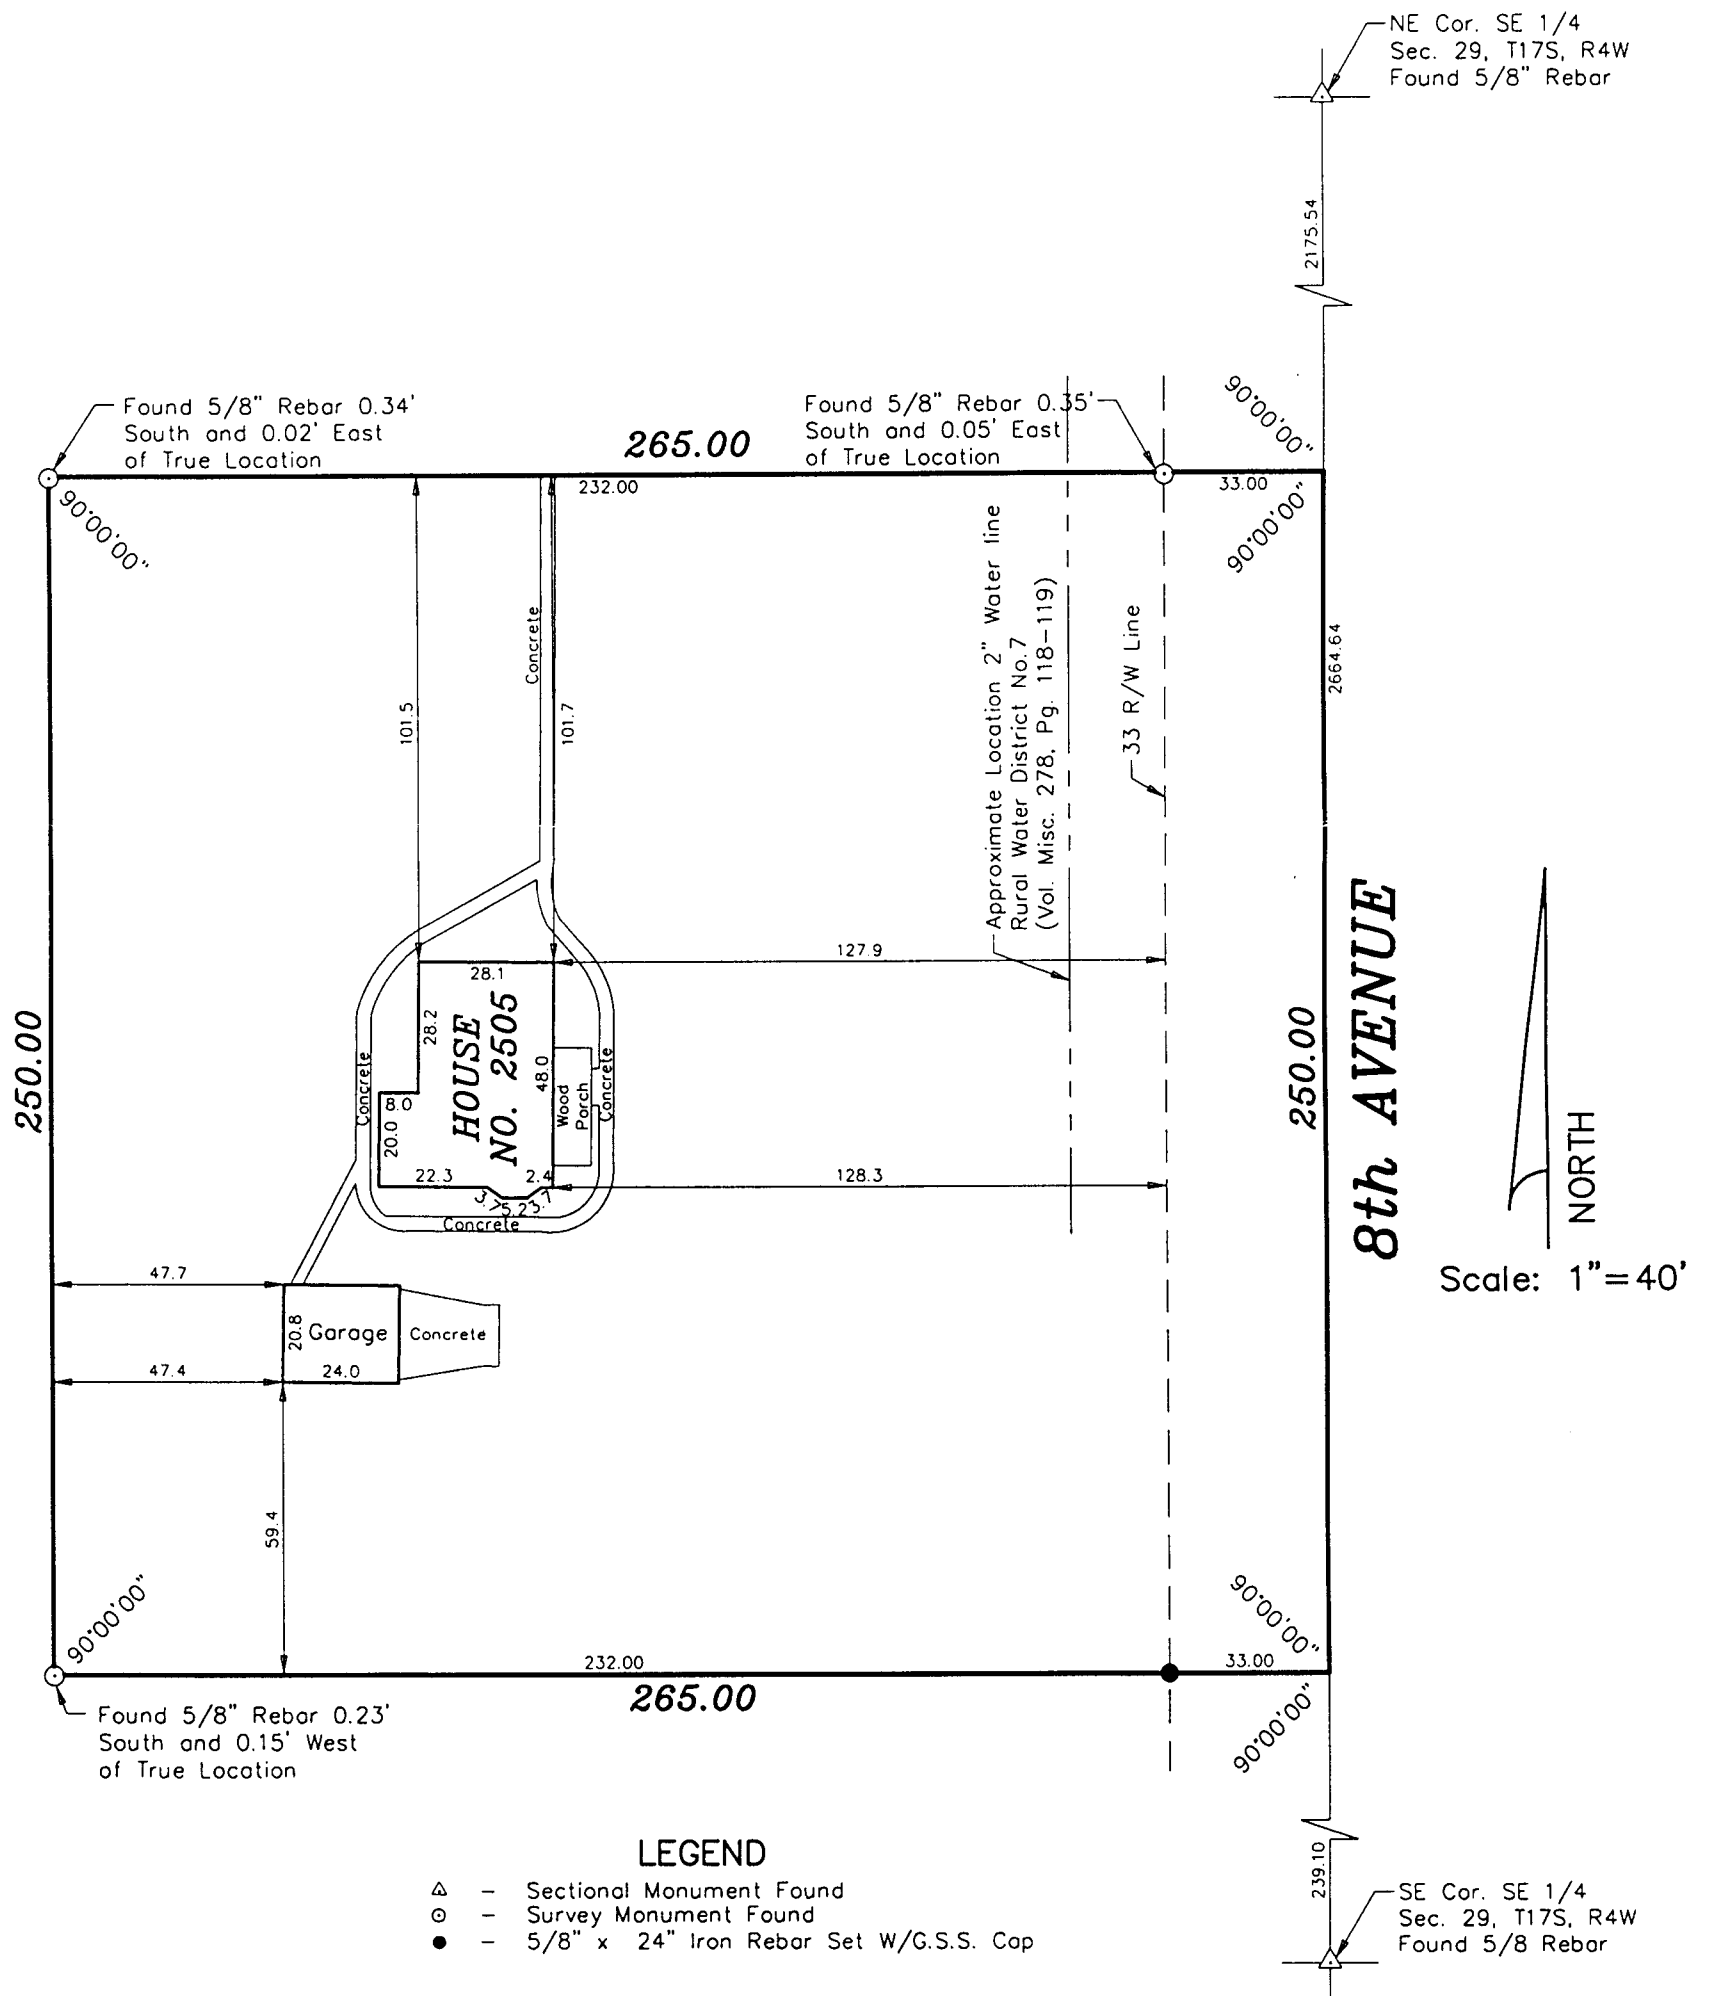 NE Cor. SE 1/4
Sec. 29, T17S, R4W
Found 5/8" Rebar
2175.54
Found 5/8" Rebar 0.34'
South and 0.02' East
of True Location
265.00
Found 5/8" Rebar 0.35'
South and 0.05' East
of True Location
90°00'00"
232.00
33.00
90°00'00"
90°00'00"
Concrete
Approximate Location 2" Water line
Rural Water District No.7
(Vol. Misc. 278, Pg. 118-119)
33 R/W Line
2664.64
101.5
101.7
127.9
28.1
28.2
HOUSE
NO. 2505
48.0
Wood
Porch
Concrete
Concrete
8.0
20.0
22.3
2.4
3.7
5.2
3.7
Concrete
128.3
250.00
250.00
8th AVENUE
NORTH
Scale: 1"=40'
47.7
20.8
Garage
Concrete
47.4
24.0
59.4
90°00'00"
90°00'00"
232.00
33.00
265.00
90°00'00"
Found 5/8" Rebar 0.23'
South and 0.15' West
of True Location
239.10
LEGEND
– Sectional Monument Found
– Survey Monument Found
– 5/8" x 24" Iron Rebar Set W/G.S.S. Cap
SE Cor. SE 1/4
Sec. 29, T17S, R4W
Found 5/8 Rebar